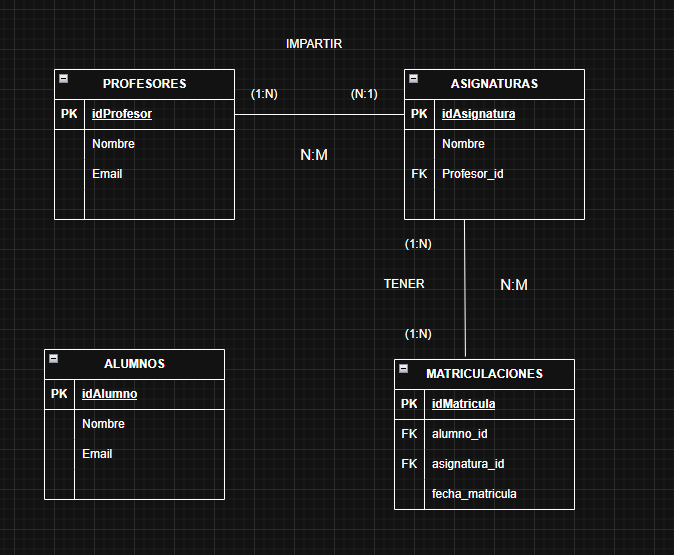 IMPARTIR
PROFESORES
PK idProfesor
Nombre
Email
(1:N)
(N:1)
N:M
ASIGNATURAS
PK idAsignatura
Nombre
FK Profesor_id
(1:N)
TENER
N:M
(1:N)
ALUMNOS
PK idAlumno
Nombre
Email
MATRICULACIONES
PK idMatricula
FK alumno_id
FK asignatura_id
fecha_matricula